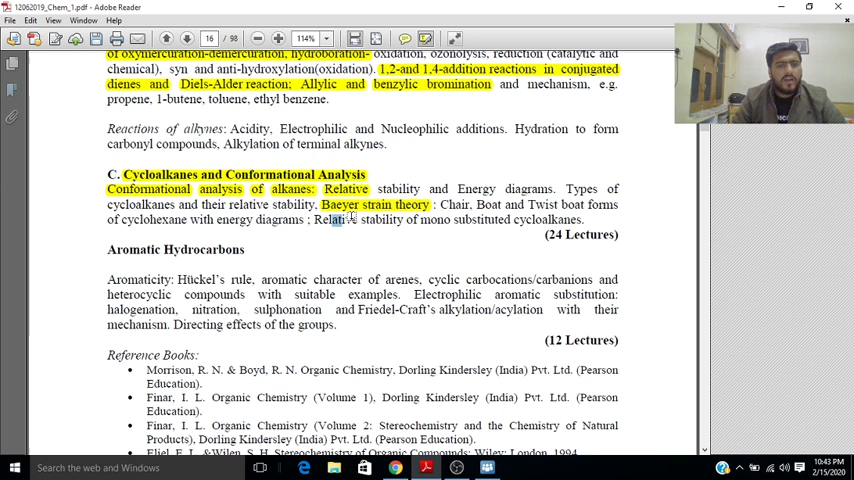 12062019_Chem_1.pdf - Adobe Reader
File Edit View Window Help
16 / 98 114%
of oxymercuration-demercuration, hydroboration- oxidation), ozonolysis, reduction (catalytic and
chemical), syn and anti-hydroxylation(oxidation). 1,2-and 1,4-addition reactions in conjugated
dienes and Diels-Alder reaction; Allylic and benzylic bromination and mechanism, e.g.
propene, 1-butene, toluene, ethyl benzene.
Reactions of alkynes: Acidity, Electrophilic and Nucleophilic additions. Hydration to form
carbonyl compounds, Alkylation of terminal alkynes.
C. Cycloalkanes and Conformational Analysis
Conformational analysis of alkanes: Relative stability and Energy diagrams. Types of
cycloalkanes and their relative stability, Baeyer strain theory : Chair, Boat and Twist boat forms
of cyclohexane with energy diagrams ; Relative stability of mono substituted cycloalkanes.
(24 Lectures)
Aromatic Hydrocarbons
Aromaticity: Hückel's rule, aromatic character of arenes, cyclic carbocations/carbanions and
heterocyclic compounds with suitable examples. Electrophilic aromatic substitution:
halogenation, nitration, sulphonation and Friedel-Craft's alkylation/acylation with their
mechanism. Directing effects of the groups.
(12 Lectures)
Reference Books:
• Morrison, R. N. & Boyd, R. N. Organic Chemistry, Dorling Kindersley (India) Pvt. Ltd. (Pearson
Education).
• Finar, I. L. Organic Chemistry (Volume 1), Dorling Kindersley (India) Pvt. Ltd. (Pearson
Education).
• Finar, I. L. Organic Chemistry (Volume 2: Stereochemistry and the Chemistry of Natural
Products), Dorling Kindersley (India) Pvt. Ltd. (Pearson Education).
• Eliel, E. L. & Wilen, S. H. Stereochemistry of Organic Compounds; Wiley: London, 1994
Search the web and Windows
10:43 PM
2/15/2020